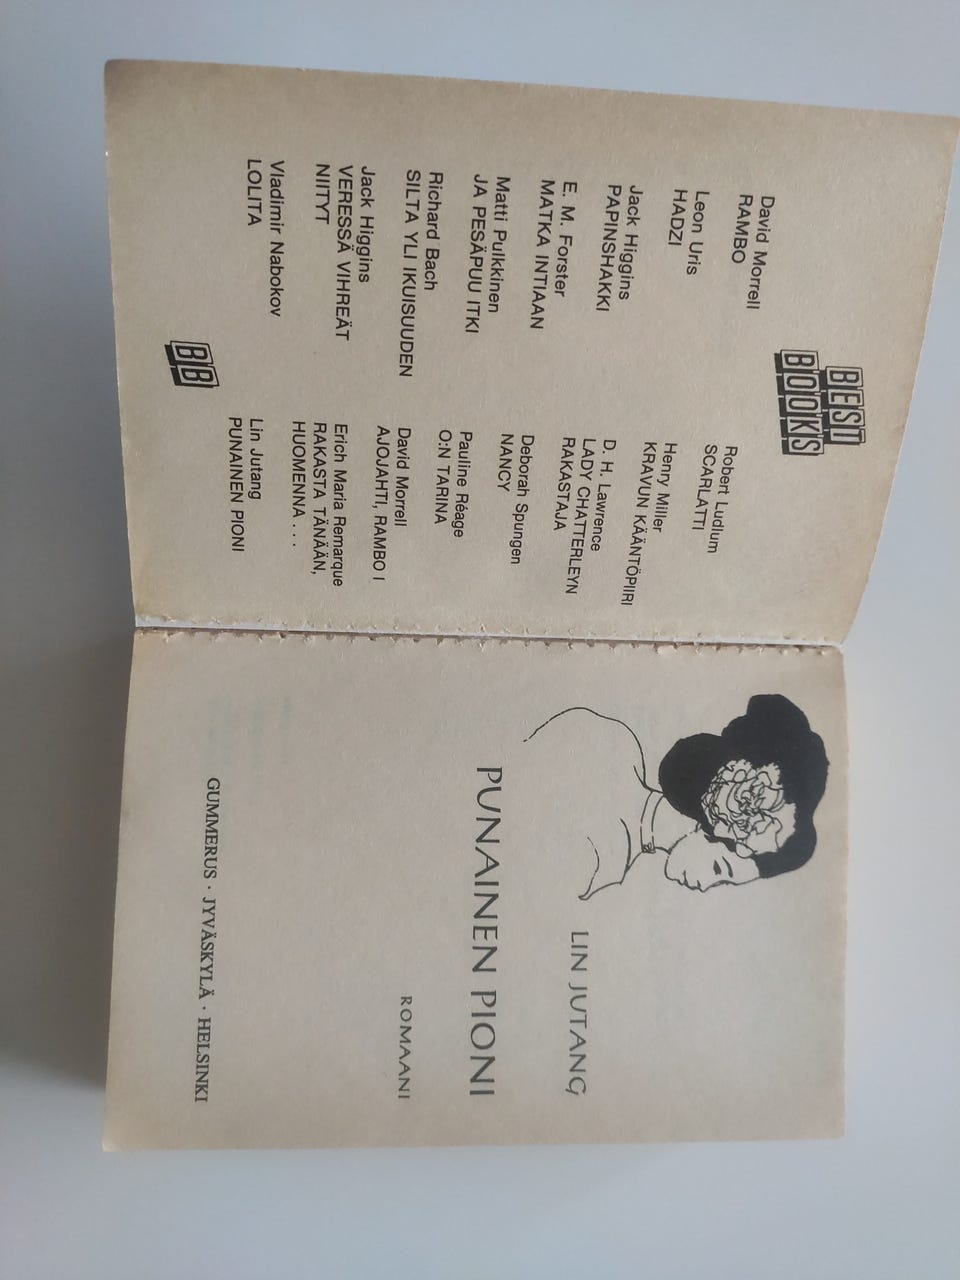 BEST
BOOKS
David Morrell
RAMBO
Leon Uris
HADZI
Jack Higgins
PAPINSHAKKI
E. M. Forster
MATKA INTIAAN
Matti Pulkkinen
JA PESÄPUU ITKI
Richard Bach
SILTA YLI IKUISUUDEN
Jack Higgins
VERESSÄ VIHREÄT
NIITYT
Vladimir Nabokov
LOLITA
Robert Ludlum
SCARLATTI
Henry Miller
KRAVUN KÄÄNTÖPIIRI
D. H. Lawrence
LADY CHATTERLEYN
RAKASTAJA
Deborah Spungen
NANCY
Pauline Réage
O:N TARINA
David Morrell
AJOJAHTI, RAMBO I
Erich Maria Remarque
RAKASTA TÄNÄÄN,
HUOMENNA . . .
Lin Jutang
PUNAINEN PIONI
BB
LIN JUTANG
PUNAINEN PIONI
ROMAANI
GUMMERUS · JYVÄSKYLÄ · HELSINKI